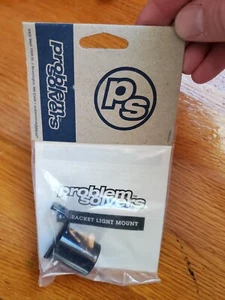 problem
solvers
PS
problem
solvers
BRACKET LIGHT MOUNT